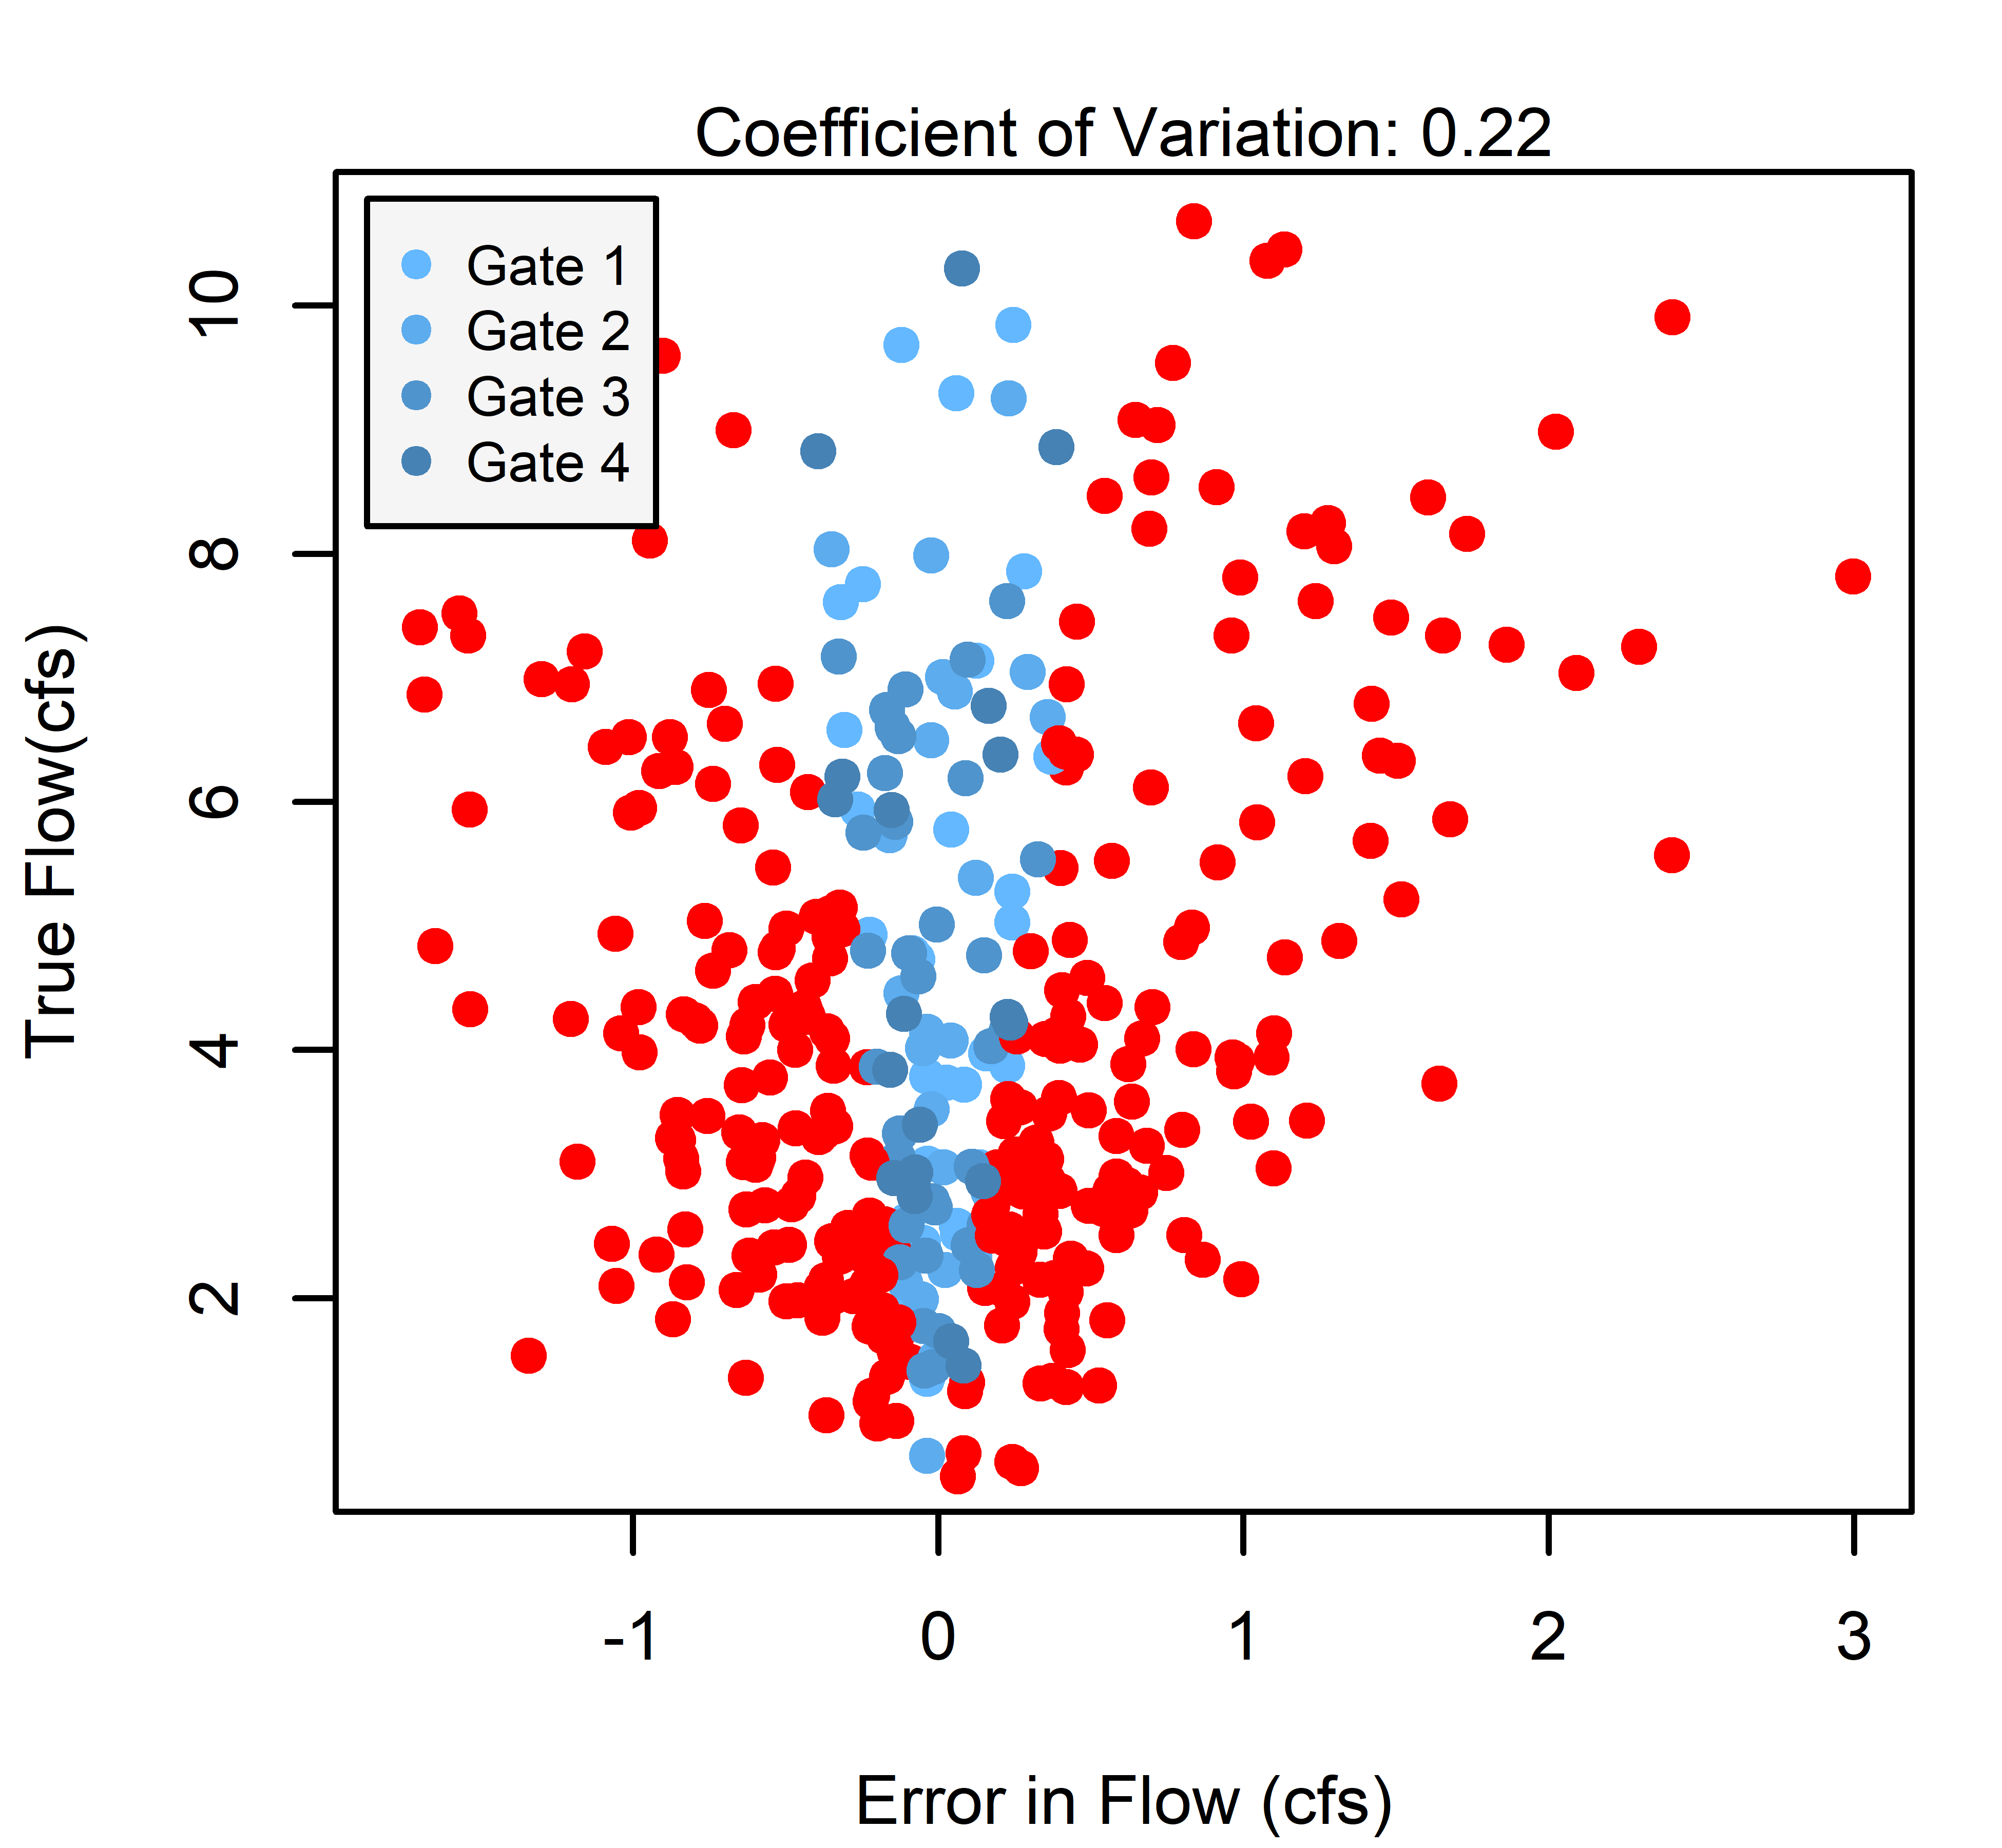 Coefficient of Variation: 0.22
Gate 1
Gate 2
Gate 3
Gate 4
True Flow(cfs)
10
8
6
4
2
-1 0 1 2 3
Error in Flow (cfs)